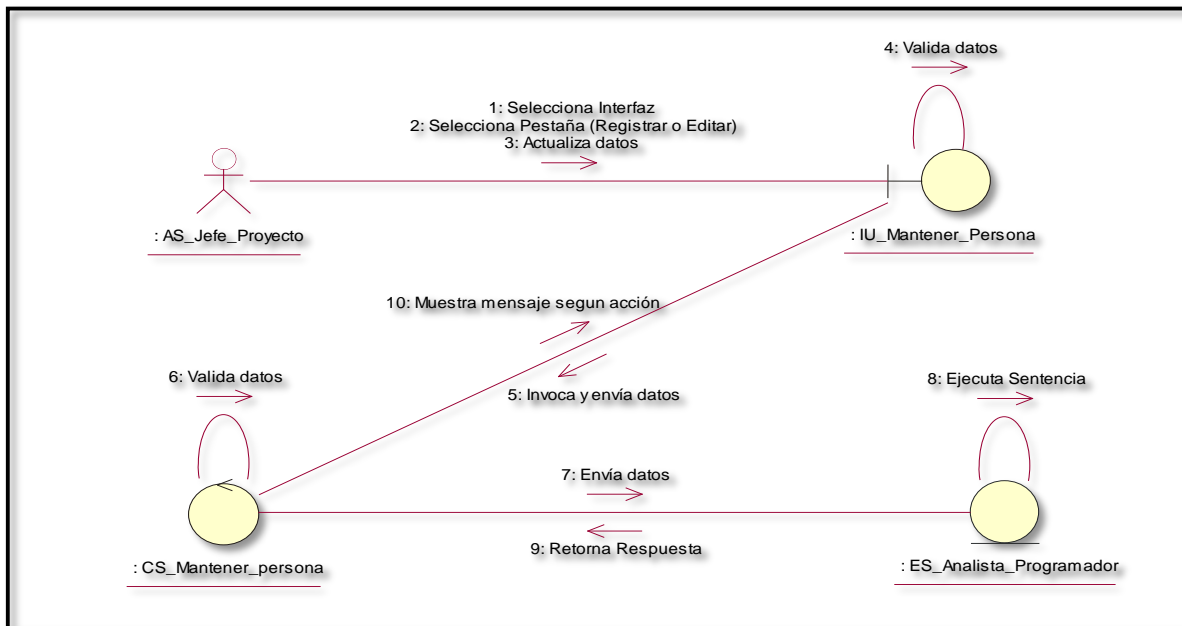 4: Valida datos
1: Selecciona Interfaz
2: Selecciona Pestaña (Registrar o Editar)
3: Actualiza datos
: AS_Jefe_Proyecto
: IU_Mantener_Persona
10: Muestra mensaje segun acción
6: Valida datos
5: Invoca y envía datos
8: Ejecuta Sentencia
7: Envía datos
9: Retorna Respuesta
: CS_Mantener_persona
: ES_Analista_Programador